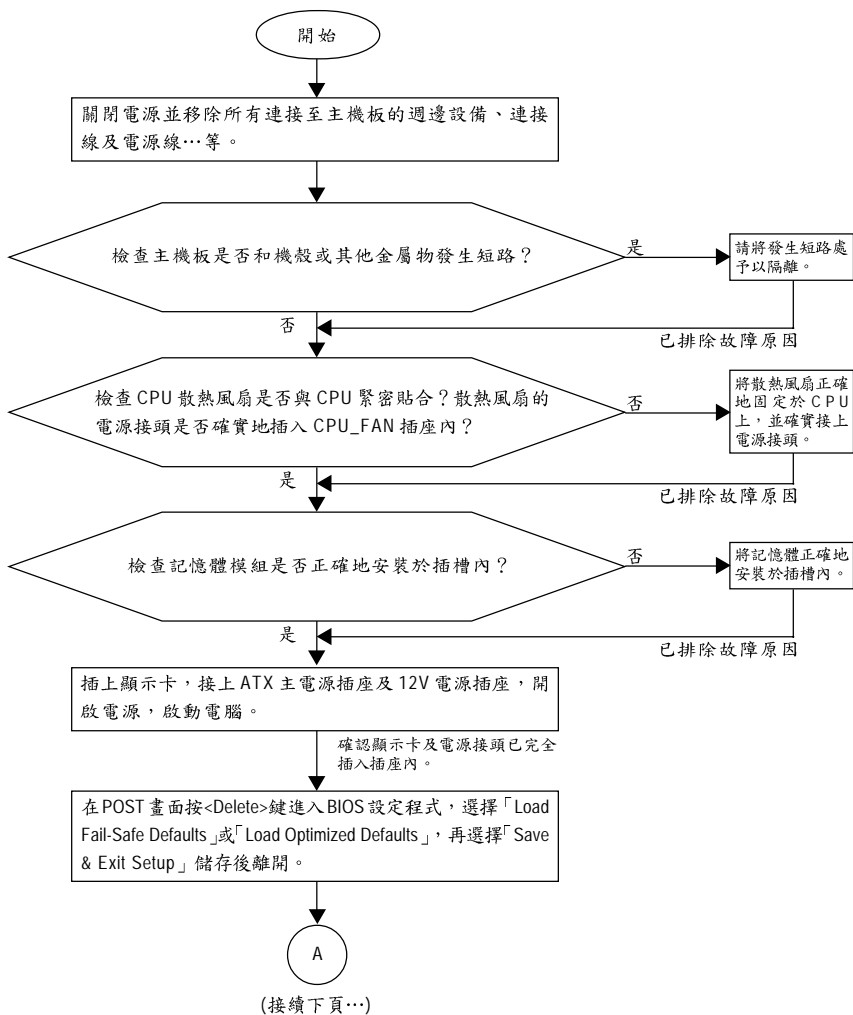 開始
關閉電源並移除所有連接至主機板的週邊設備、連接
線及電源線…等。
檢查主機板是否和機殼或其他金屬物發生短路？
是
請將發生短路處
予以隔離。
否
已排除故障原因
檢查 CPU 散熱風扇是否與 CPU 緊密貼合？散熱風扇的
電源接頭是否確實地插入 CPU_FAN 插座內？
否
將散熱風扇正確
地固定於 CPU
上，並確實接上
電源接頭。
是
已排除故障原因
檢查記憶體模組是否正確地安裝於插槽內？
否
將記憶體正確地
安裝於插槽內。
是
已排除故障原因
插上顯示卡，接上 ATX 主電源插座及 12V 電源插座，開
啟電源，啟動電腦。
確認顯示卡及電源接頭已完全
插入插座內。
在 POST 畫面按<Delete>鍵進入 BIOS 設定程式，選擇「Load
Fail-Safe Defaults」或「Load Optimized Defaults」，再選擇「Save
& Exit Setup」儲存後離開。
A
(接續下頁…)